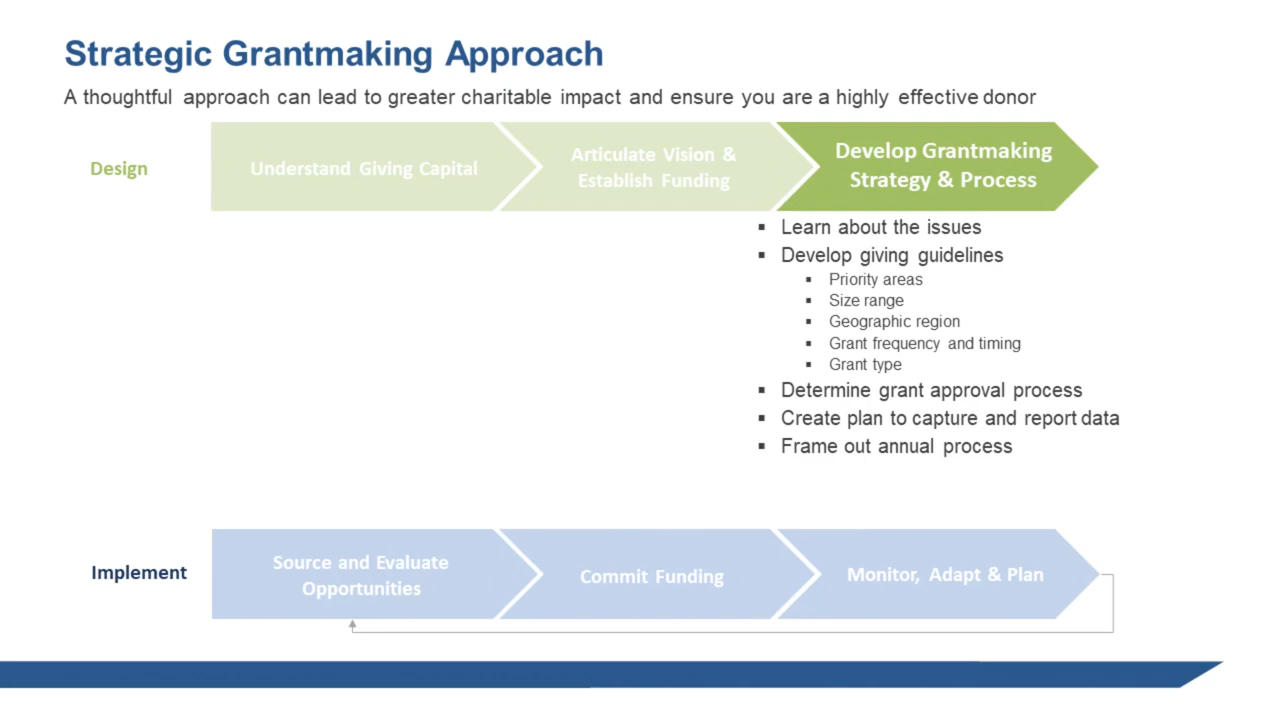 Strategic Grantmaking Approach
A thoughtful approach can lead to greater charitable impact and ensure you are a highly effective donor
Design
Understand Giving Capital
Articulate Vision &
Establish Funding
Develop Grantmaking
Strategy & Process
▪ Learn about the issues
▪ Develop giving guidelines
▪ Priority areas
▪ Size range
▪ Geographic region
▪ Grant frequency and timing
▪ Grant type
▪ Determine grant approval process
▪ Create plan to capture and report data
▪ Frame out annual process
Implement
Source and Evaluate
Opportunities
Commit Funding
Monitor, Adapt & Plan